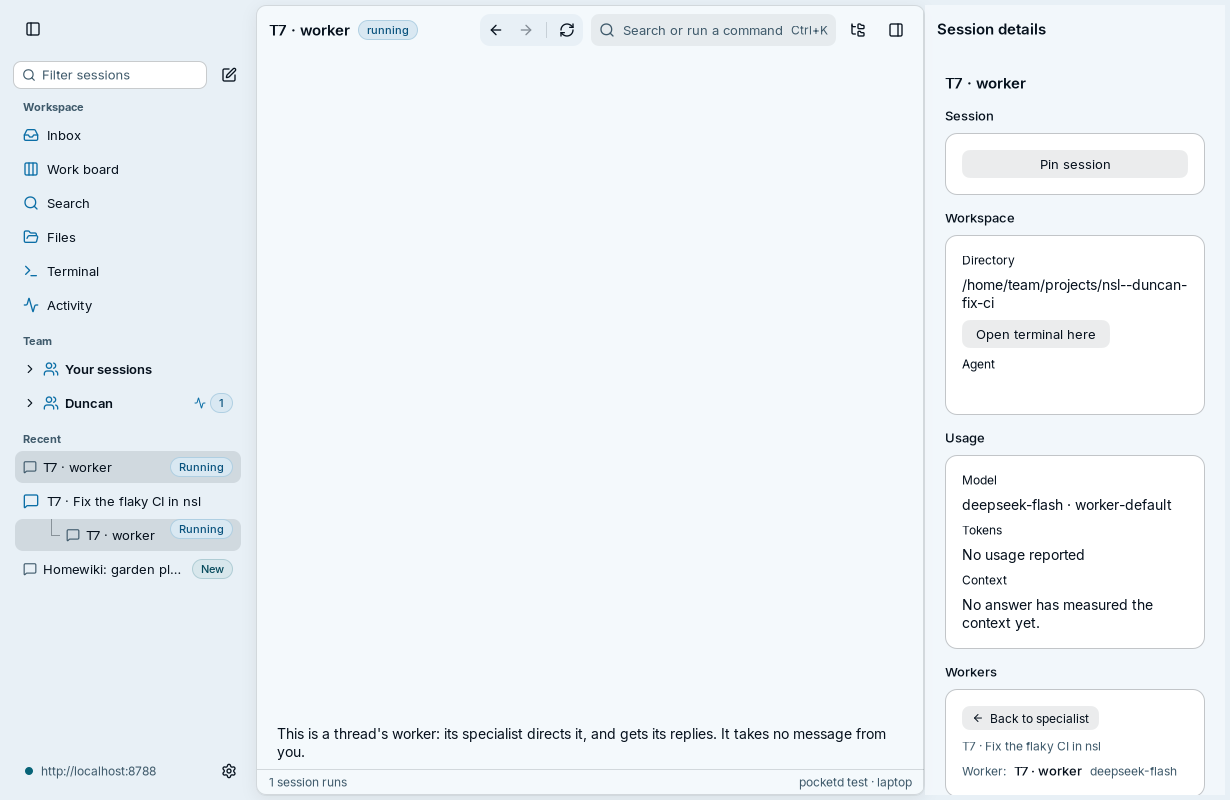 Filter sessions
Workspace
Inbox
Work board
Search
Files
Terminal
Activity
Team
Your sessions
Duncan 1
Recent
T7 · worker Running
T7 · Fix the flaky CI in nsl
T7 · worker Running
Homewiki: garden pl... New
http://localhost:8788
T7 · worker running
Search or run a command Ctrl+K
This is a thread's worker: its specialist directs it, and gets its replies. It takes no message from
you.
1 session runs
pocketd test · laptop
Session details
T7 · worker
Session
Pin session
Workspace
Directory
/home/team/projects/nsl--duncan-
fix-ci
Open terminal here
Agent
Usage
Model
deepseek-flash · worker-default
Tokens
No usage reported
Context
No answer has measured the
context yet.
Workers
Back to specialist
T7 · Fix the flaky CI in nsl
Worker: T7 · worker deepseek-flash